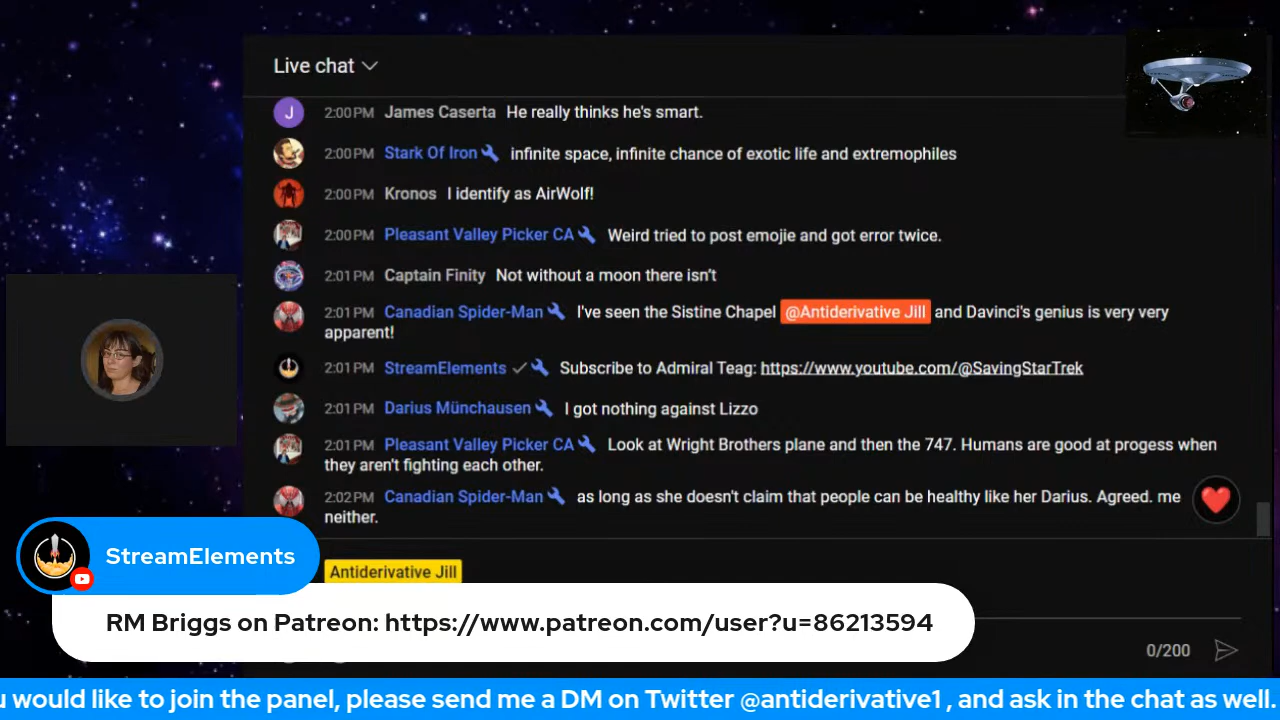 Live chat
J 2:00 PM James Caserta He really thinks he's smart.
2:00 PM Stark Of Iron infinite space, infinite chance of exotic life and extremophiles
2:00 PM Kronos I identify as AirWolf!
2:00 PM Pleasant Valley Picker CA Weird tried to post emojie and got error twice.
2:01 PM Captain Finity Not without a moon there isn't
2:01 PM Canadian Spider-Man I've seen the Sistine Chapel @Antiderivative Jill and Davinci's genius is very very
apparent!
2:01 PM StreamElements Subscribe to Admiral Teag: https://www.youtube.com/@SavingStarTrek
2:01 PM Darius Münchausen I got nothing against Lizzo
2:01 PM Pleasant Valley Picker CA Look at Wright Brothers plane and then the 747. Humans are good at progess when
they aren't fighting each other.
2:02 PM Canadian Spider-Man as long as she doesn't claim that people can be healthy like her Darius. Agreed. me
neither.
StreamElements
Antiderivative Jill
RM Briggs on Patreon: https://www.patreon.com/user?u=86213594
0/200
u would like to join the panel, please send me a DM on Twitter @antiderivative1 , and ask in the chat as well.